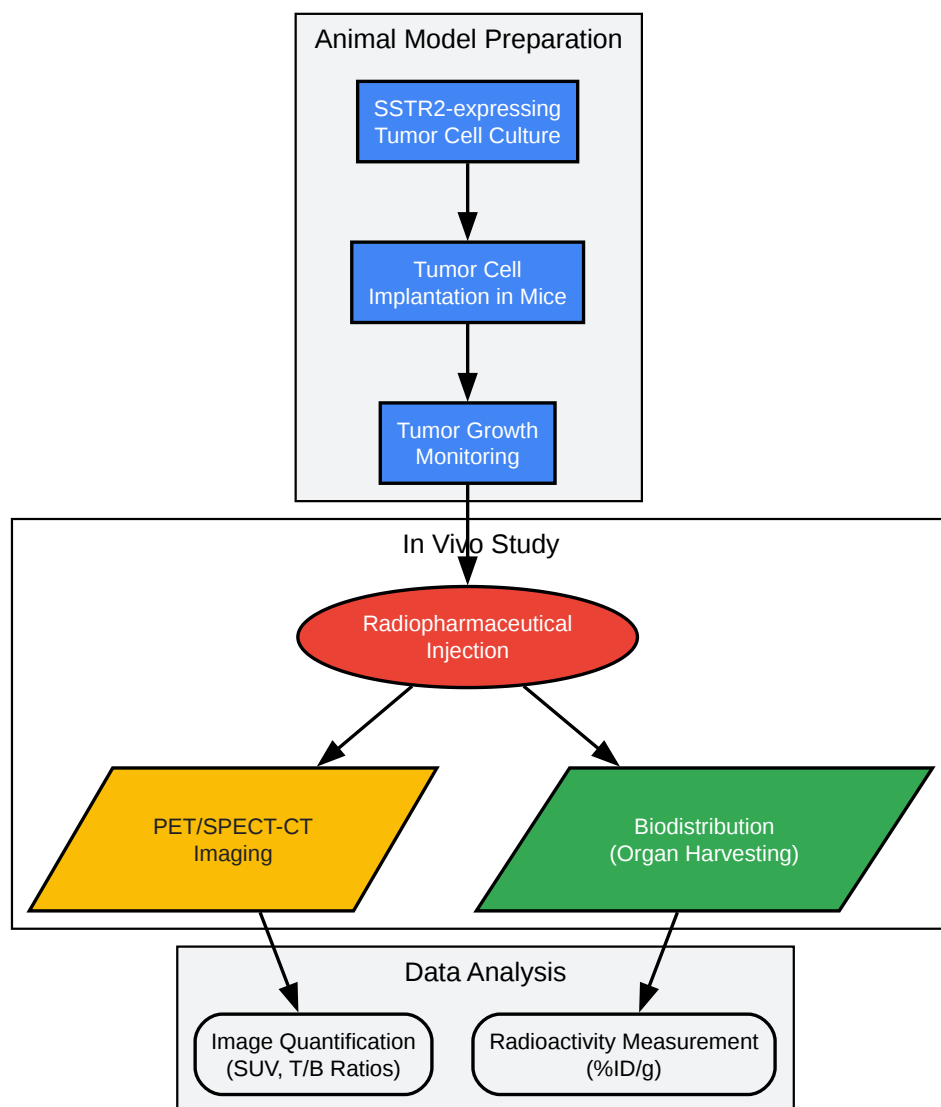 Animal Model Preparation
SSTR2-expressing
Tumor Cell Culture
Tumor Cell
Implantation in Mice
Tumor Growth
Monitoring
In Vivo Study
Radiopharmaceutical
Injection
PET/SPECT-CT
Imaging
Biodistribution
(Organ Harvesting)
Data Analysis
Image Quantification
(SUV, T/B Ratios)
Radioactivity Measurement
(%ID/g)